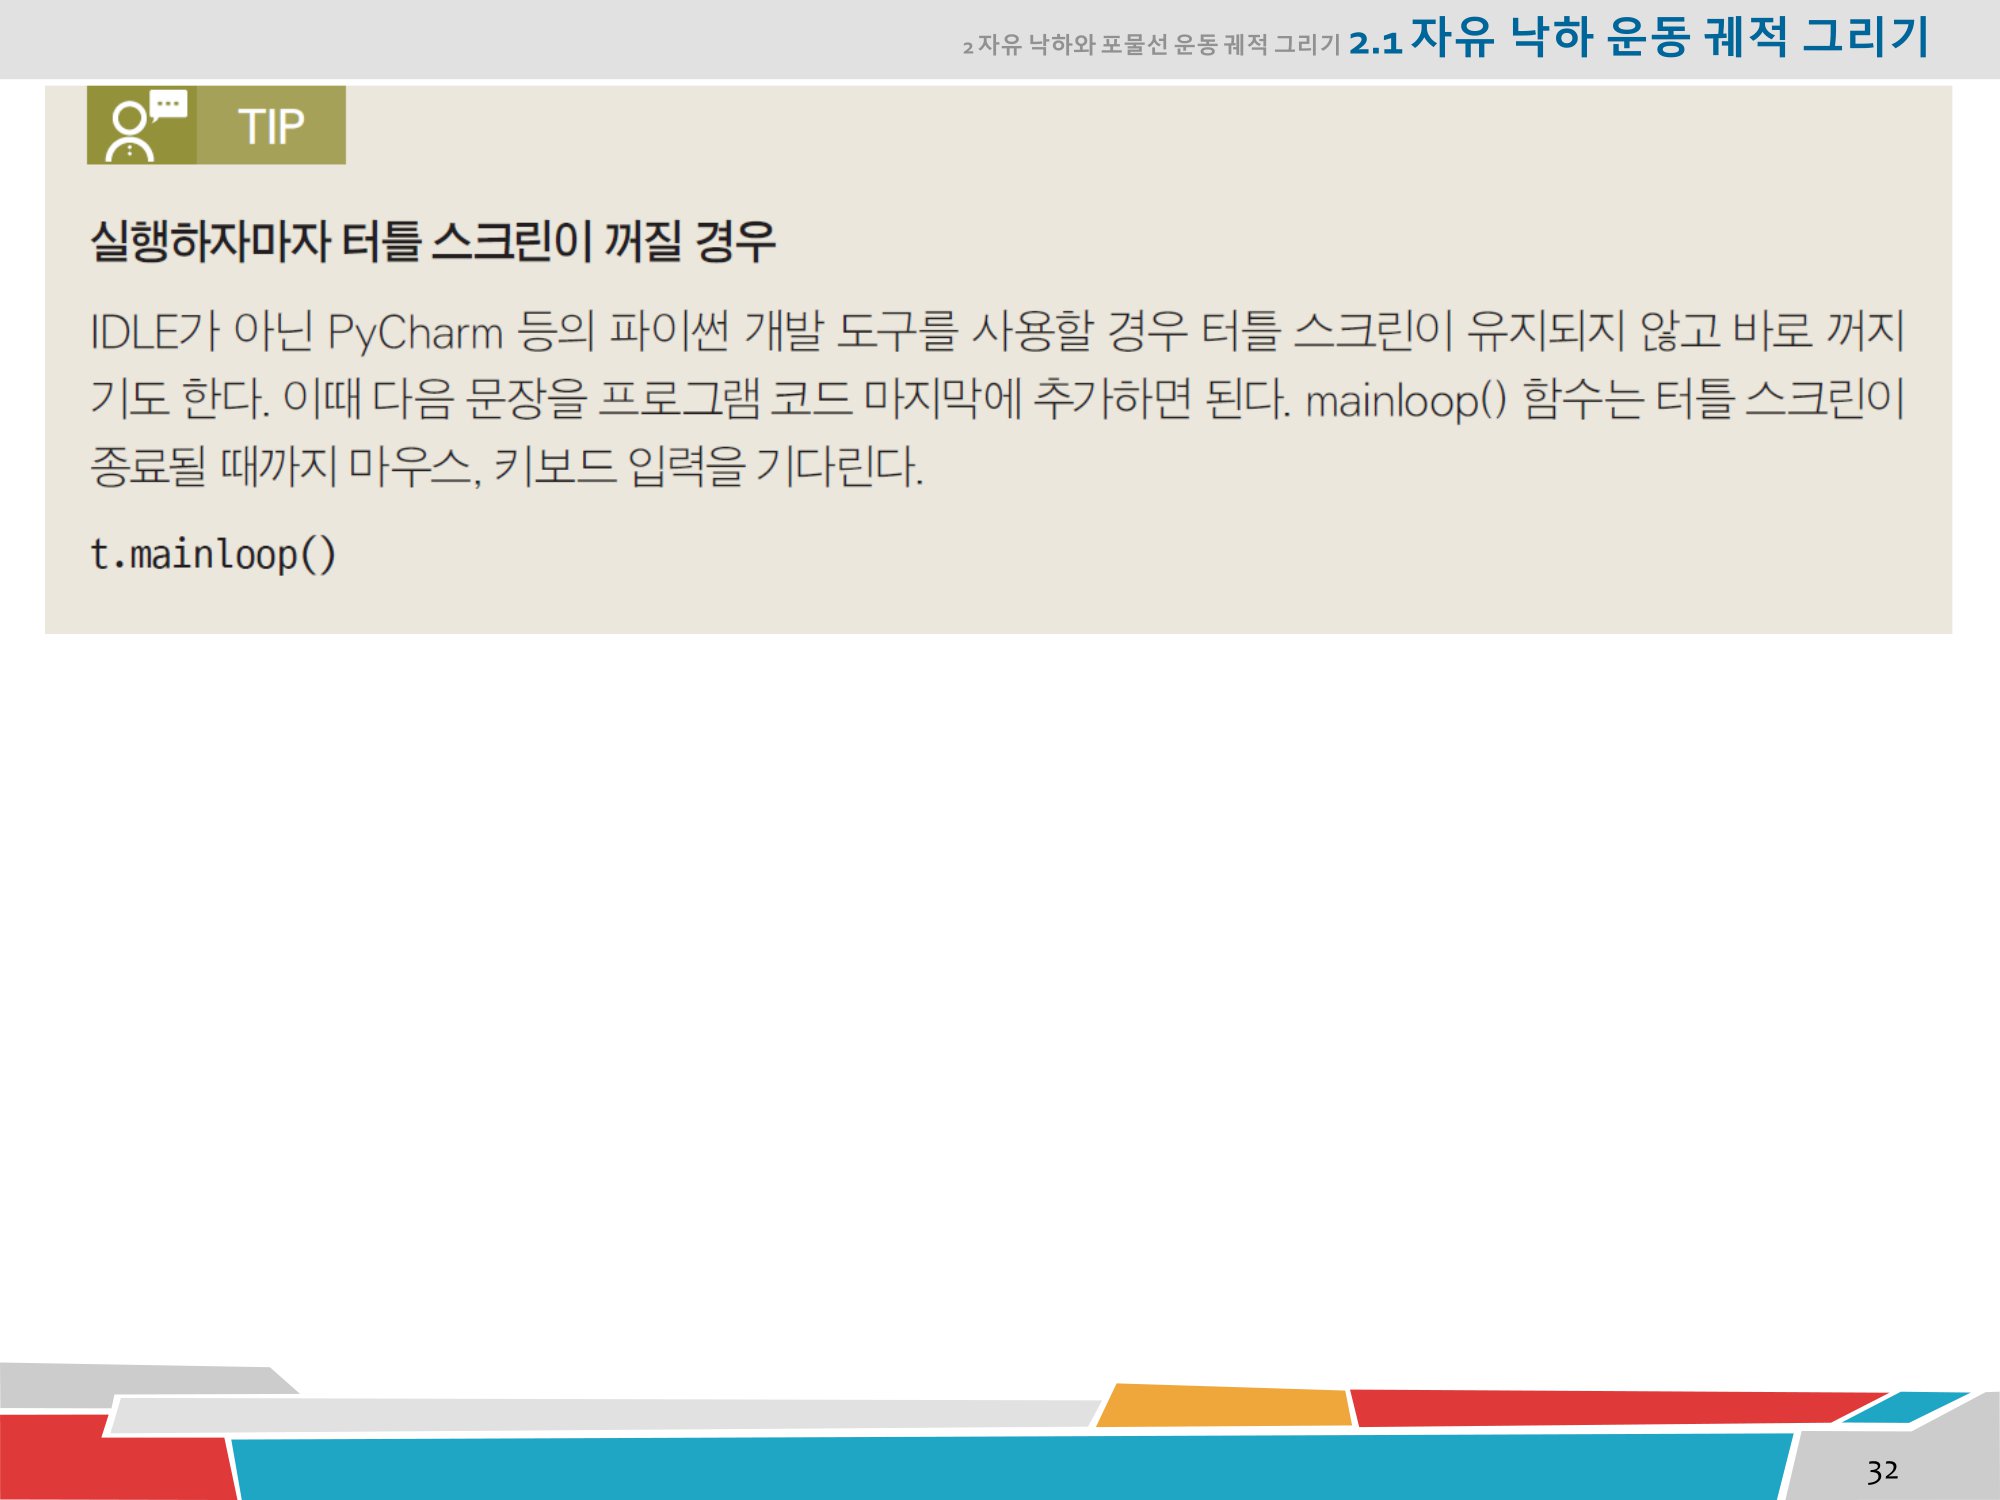 2 자유 낙하와 포물선 운동 궤적 그리기 2.1 자유 낙하 운동 궤적 그리기
TIP
실행하자마자 터틀 스크린이 꺼질 경우
IDLE가 아닌 PyCharm 등의 파이썬 개발 도구를 사용할 경우 터틀 스크린이 유지되지 않고 바로 꺼지
기도 한다. 이때 다음 문장을 프로그램 코드 마지막에 추가하면 된다. mainloop() 함수는 터틀 스크린이
종료될 때까지 마우스, 키보드 입력을 기다린다.
t.mainloop()
32